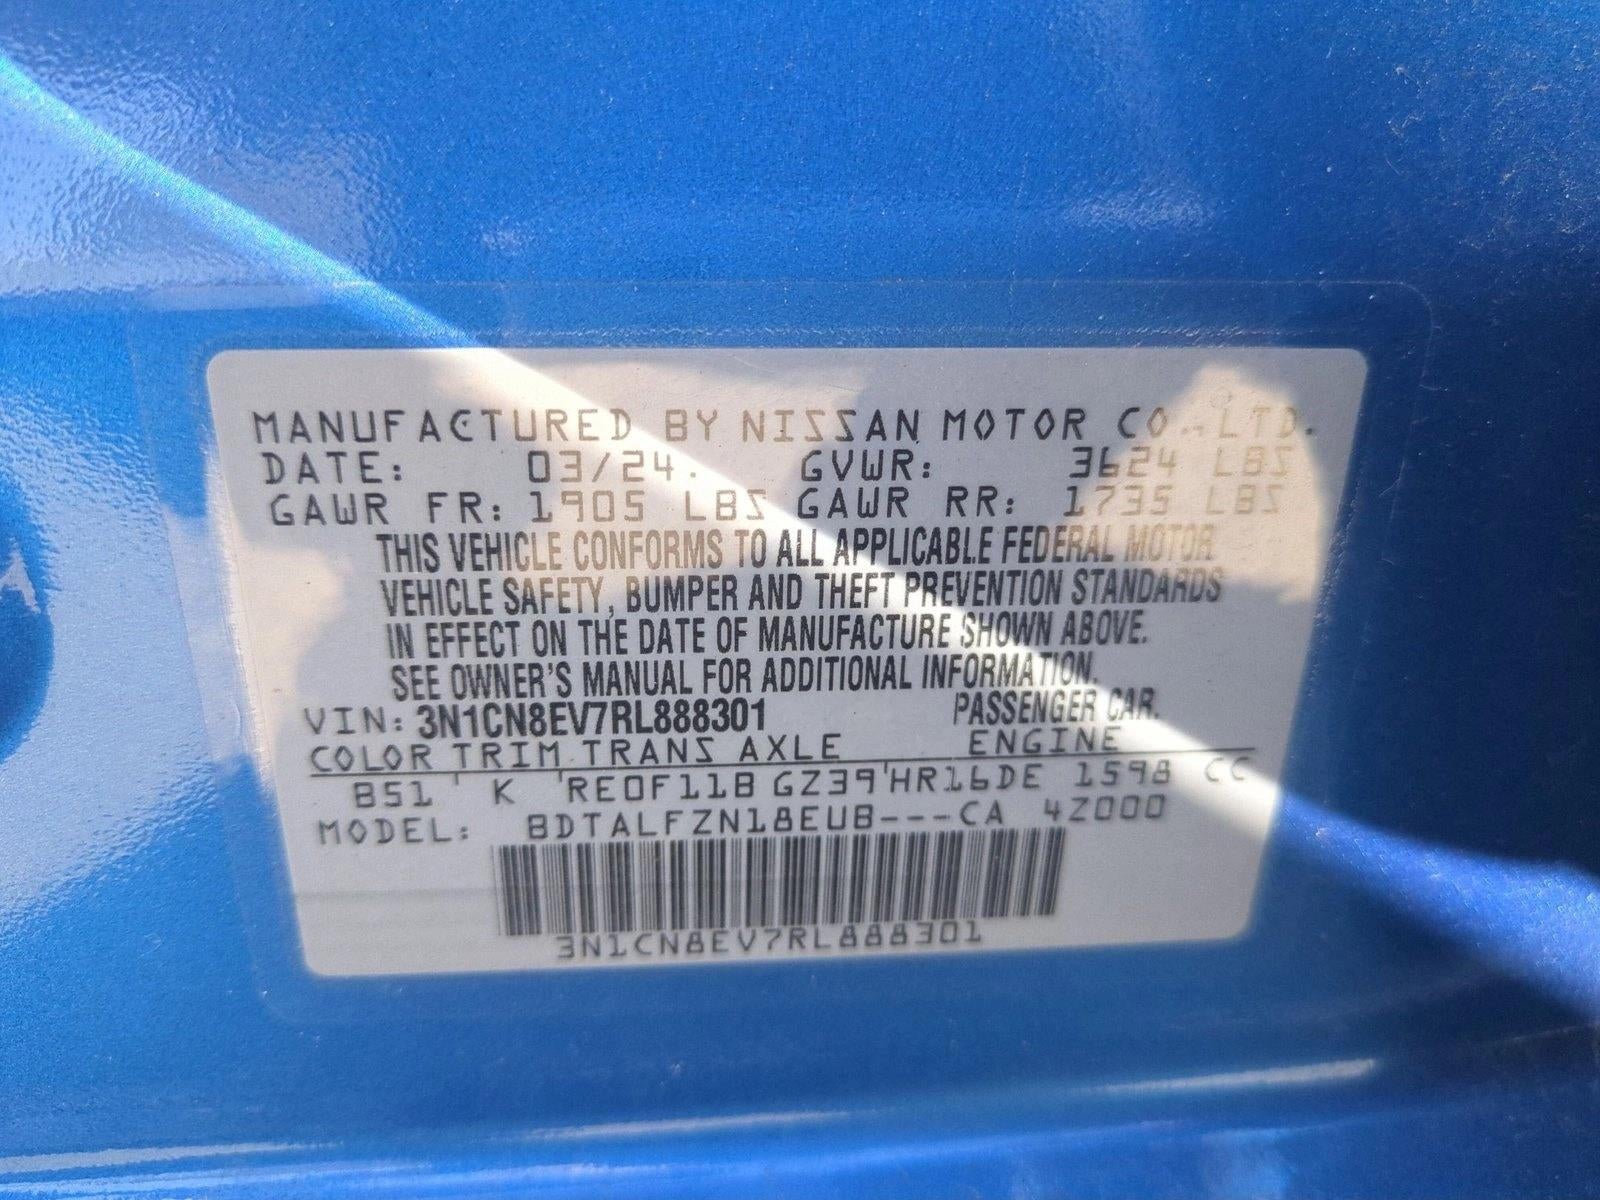 MANUFACTURED BY NISSAN MOTOR CO., LTD.
DATE: 03/24. GVWR: 3624 LBS
GAWR FR: 1905 LBS GAWR RR: 1735 LBS
THIS VEHICLE CONFORMS TO ALL APPLICABLE FEDERAL MOTOR
VEHICLE SAFETY, BUMPER AND THEFT PREVENTION STANDARDS
IN EFFECT ON THE DATE OF MANUFACTURE SHOWN ABOVE.
SEE OWNER'S MANUAL FOR ADDITIONAL INFORMATION.
VIN: 3N1CN8EV7RL888301 PASSENGER CAR.
COLOR TRIM TRANS AXLE ENGINE
B51 K RE0F11B GZ39 HR16DE 1598 CC
MODEL: BDTALFZN18EUB---CA 4Z000
3N1CN8EV7RL888301